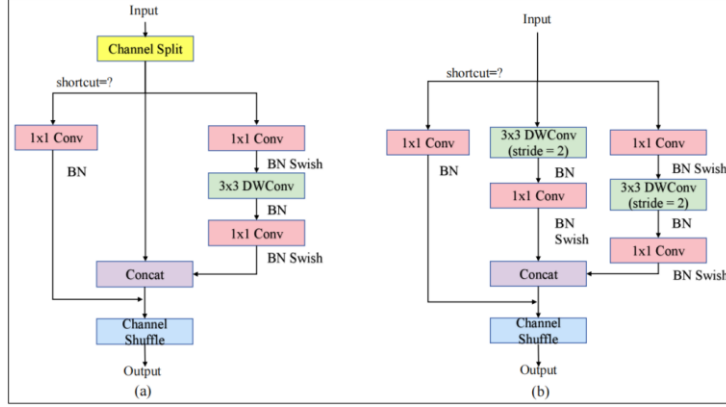 Input
Channel Split
shortcut=?
1x1 Conv
BN
1x1 Conv
BN Swish
3x3 DWConv
BN
1x1 Conv
BN Swish
Concat
Channel
Shuffle
Output
(a)
Input
shortcut=?
1x1 Conv
BN
3x3 DWConv
(stride = 2)
BN
1x1 Conv
BN
Swish
1x1 Conv
BN Swish
3x3 DWConv
(stride = 2)
BN
1x1 Conv
BN Swish
Concat
Channel
Shuffle
Output
(b)